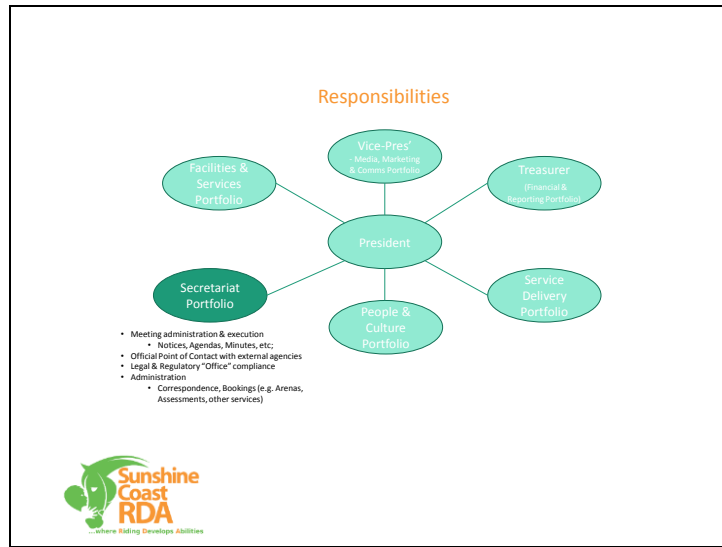 Responsibilities
Vice-Pres’
- Media, Marketing
& Comms Portfolio
Facilities &
Services
Portfolio
Treasurer
(Financial &
Reporting Portfolio)
President
Secretariat
Portfolio
People &
Culture
Portfolio
Service
Delivery
Portfolio
• Meeting administration & execution
• Notices, Agendas, Minutes, etc;
• Official Point of Contact with external agencies
• Legal & Regulatory “Office” compliance
• Administration
• Correspondence, Bookings (e.g. Arenas,
Assessments, other services)
Sunshine
Coast
RDA
...where Riding Develops Abilities